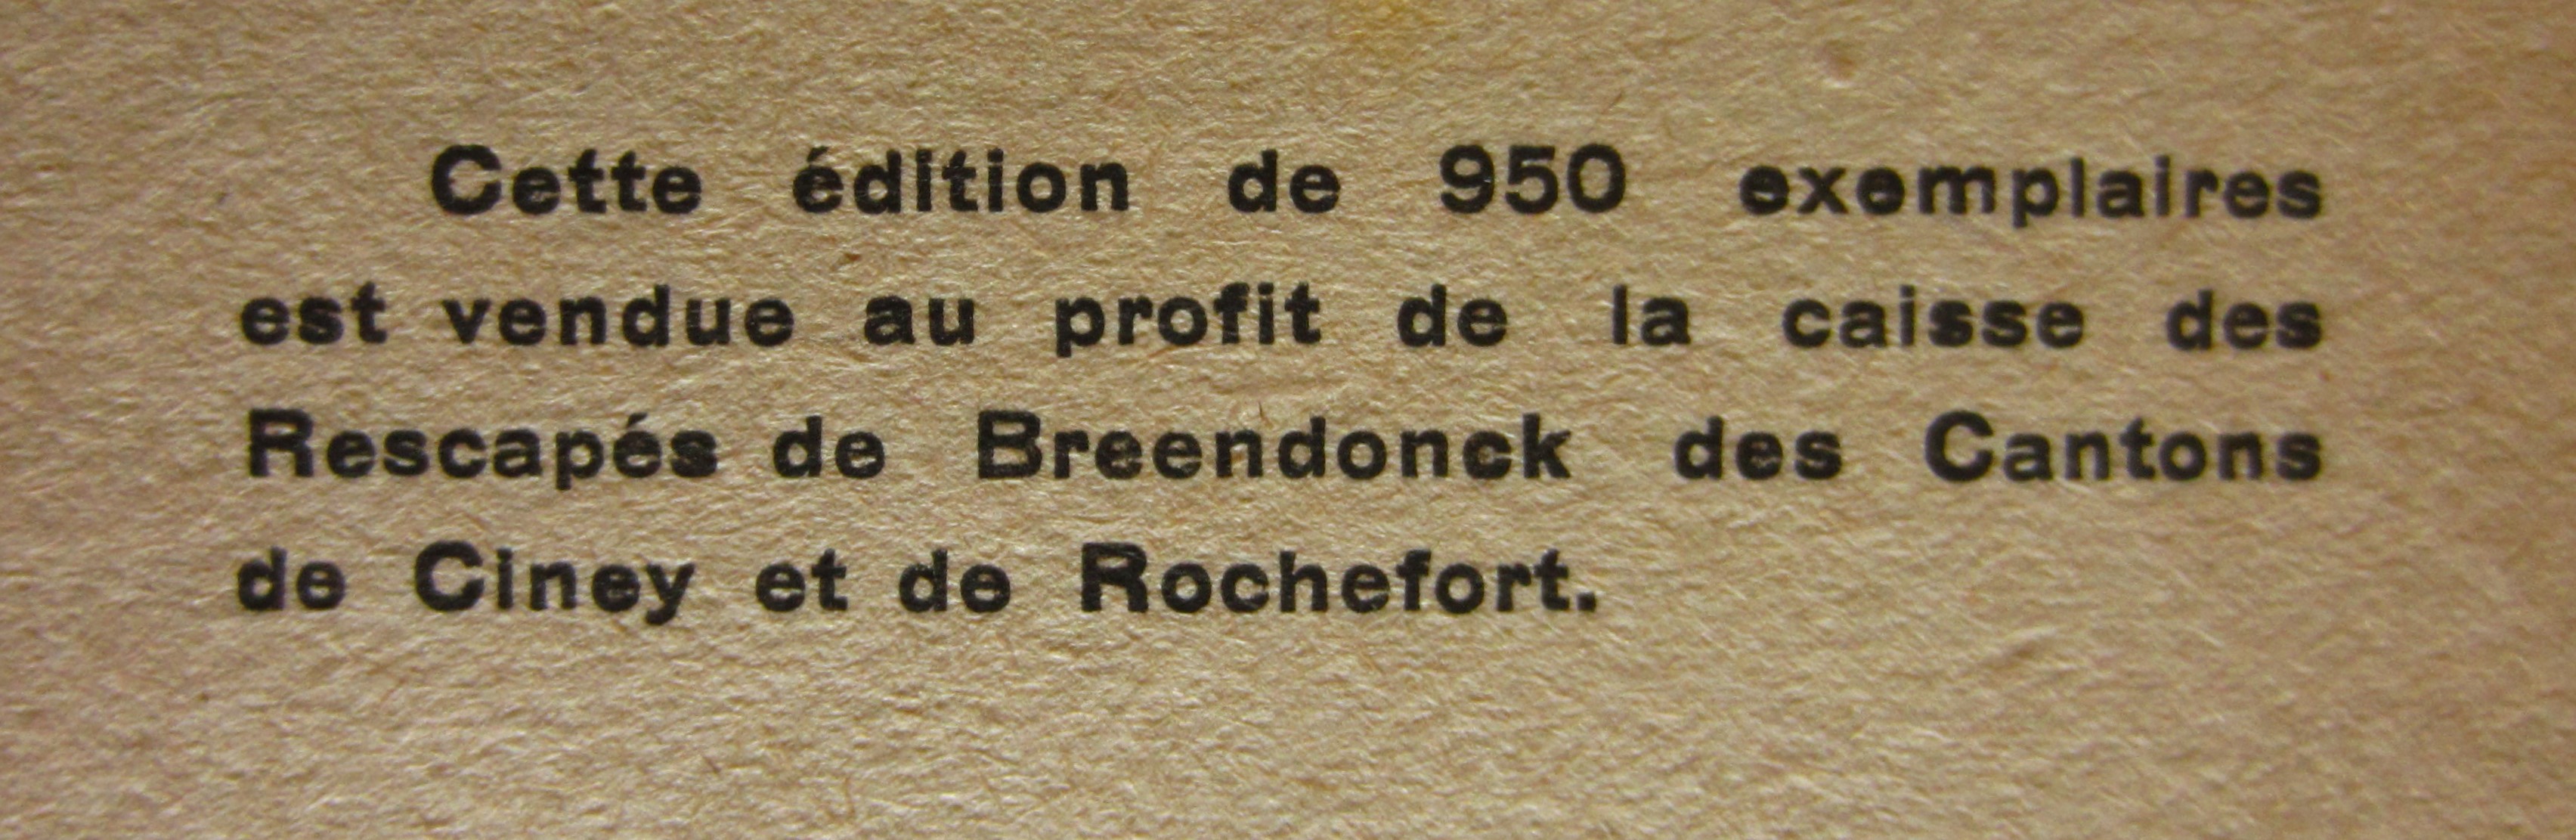 Cette édition de 950 exemplaires
est vendue au profit de la caisse des
Rescapés de Breendonck des Cantons
de Ciney et de Rochefort.